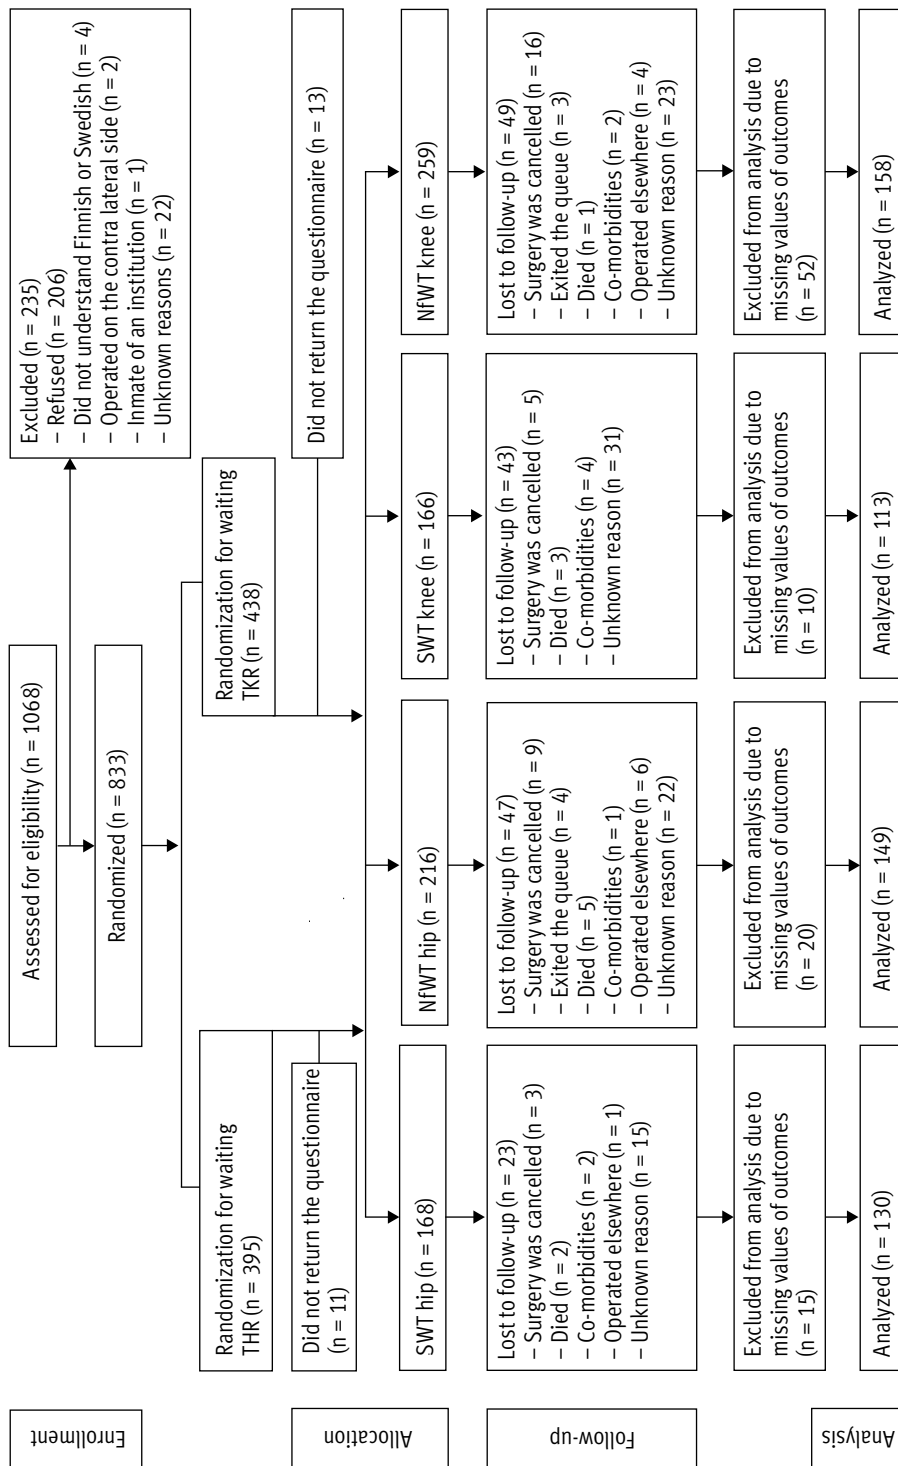 Enrollment
Assessed for eligibility (n = 1068)
Excluded (n = 235)
– Refused (n = 206)
– Did not understand Finnish or Swedish (n = 4)
– Operated on the contra lateral side (n = 2)
– Inmate of an institution (n = 1)
– Unknown reasons (n = 22)
Randomized (n = 833)
Randomization for waiting
THR (n = 395)
Randomization for waiting
TKR (n = 438)
Allocation
Did not return the questionnaire
(n = 11)
Did not return the questionnaire (n = 13)
SWT hip (n = 168)
NfWT hip (n = 216)
SWT knee (n = 166)
NfWT knee (n = 259)
Follow-up
Lost to follow-up (n = 23)
– Surgery was cancelled (n = 3)
– Died (n = 2)
– Co-morbidities (n = 2)
– Operated elsewhere (n = 1)
– Unknown reason (n = 15)
Lost to follow-up (n = 47)
– Surgery was cancelled (n = 9)
– Exited the queue (n = 4)
– Died (n = 5)
– Co-morbidities (n = 1)
– Operated elsewhere (n = 6)
– Unknown reason (n = 22)
Lost to follow-up (n = 43)
– Surgery was cancelled (n = 5)
– Died (n = 3)
– Co-morbidities (n = 4)
– Unknown reason (n = 31)
Lost to follow-up (n = 49)
– Surgery was cancelled (n = 16)
– Exited the queue (n = 3)
– Died (n = 1)
– Co-morbidities (n = 2)
– Operated elsewhere (n = 4)
– Unknown reason (n = 23)
Excluded from analysis due to
missing values of outcomes
(n = 15)
Excluded from analysis due to
missing values of outcomes
(n = 20)
Excluded from analysis due to
missing values of outcomes
(n = 10)
Excluded from analysis due to
missing values of outcomes
(n = 52)
Analysis
Analyzed (n = 130)
Analyzed (n = 149)
Analyzed (n = 113)
Analyzed (n = 158)